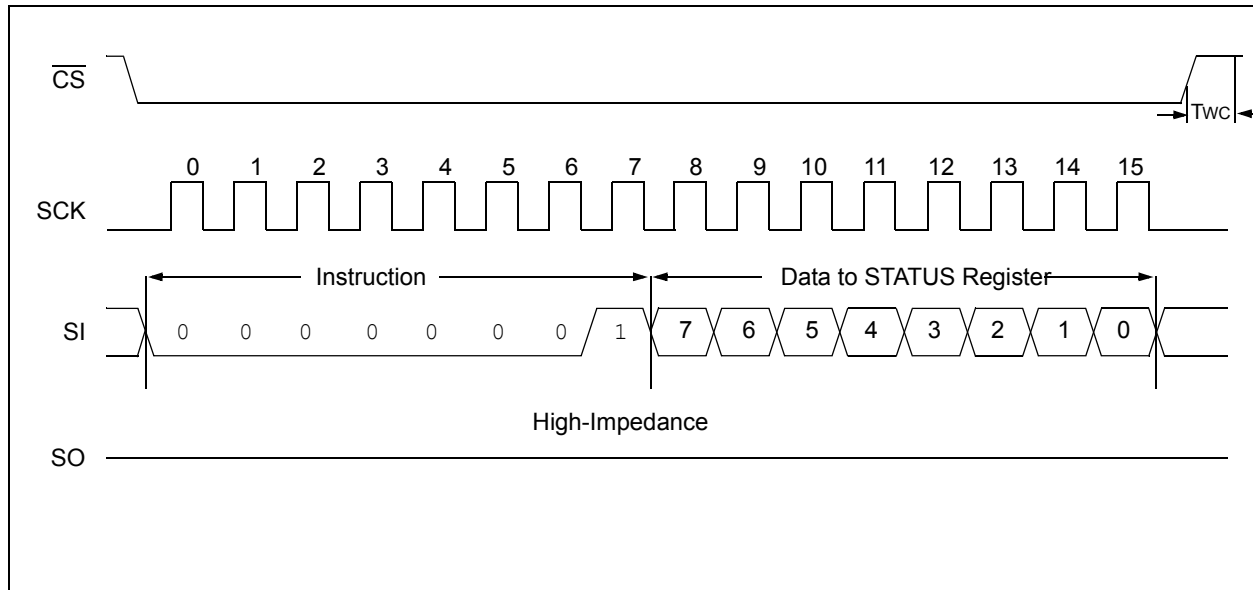 CS
TWC
0 1 2 3 4 5 6 7 8 9 10 11 12 13 14 15
SCK
Instruction Data to STATUS Register
SI 0 0 0 0 0 0 0 1 7 6 5 4 3 2 1 0
High-Impedance
SO